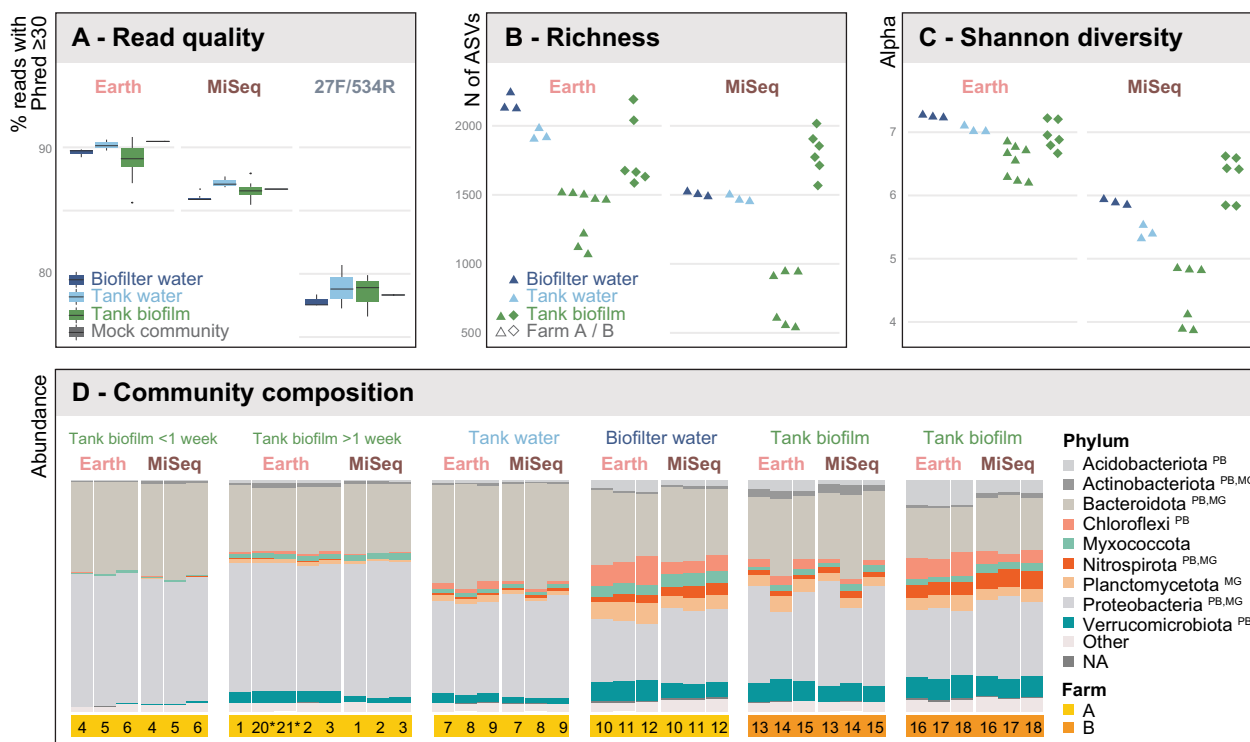 A - Read quality
% reads with
Phred ≥30
Earth
MiSeq
27F/534R
90
80
Biofilter water
Tank water
Tank biofilm
Mock community
B - Richness
N of ASVs
Earth
MiSeq
2000
1500
1000
500
Biofilter water
Tank water
Tank biofilm
Farm A / B
C - Shannon diversity
Alpha
Earth
MiSeq
7
6
5
4
D - Community composition
Abundance
Tank biofilm <1 week
Tank biofilm >1 week
Tank water
Biofilter water
Tank biofilm
Tank biofilm
Earth MiSeq
Earth MiSeq
Earth MiSeq
Earth MiSeq
Earth MiSeq
Earth MiSeq
4 5 6 4 5 6
1 20* 21* 2 3 1 2 3
7 8 9 7 8 9
10 11 12 10 11 12
13 14 15 13 14 15
16 17 18 16 17 18
Phylum
Acidobacteriota PB
Actinobacteriota PB,MG
Bacteroidota PB,MG
Chloroflexi PB
Myxococcota
Nitrospirota PB,MG
Planctomycetota MG
Proteobacteria PB,MG
Verrucomicrobiota PB
Other
NA
Farm
A
B